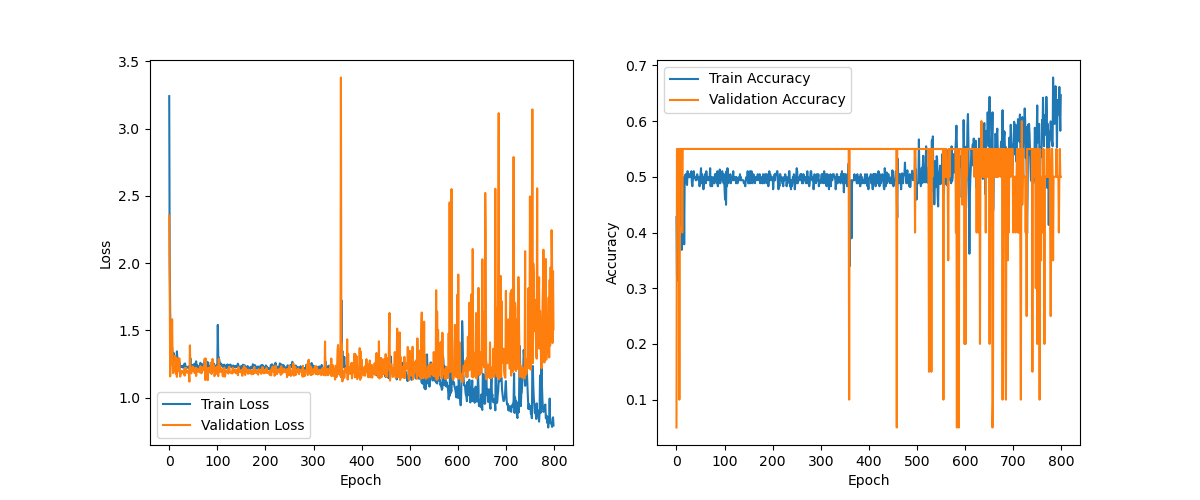 3.5
3.0
2.5
2.0
1.5
1.0
Loss
Train Loss
Validation Loss
0 100 200 300 400 500 600 700 800
Epoch
0.7
0.6
0.5
0.4
0.3
0.2
0.1
Accuracy
Train Accuracy
Validation Accuracy
0 100 200 300 400 500 600 700 800
Epoch